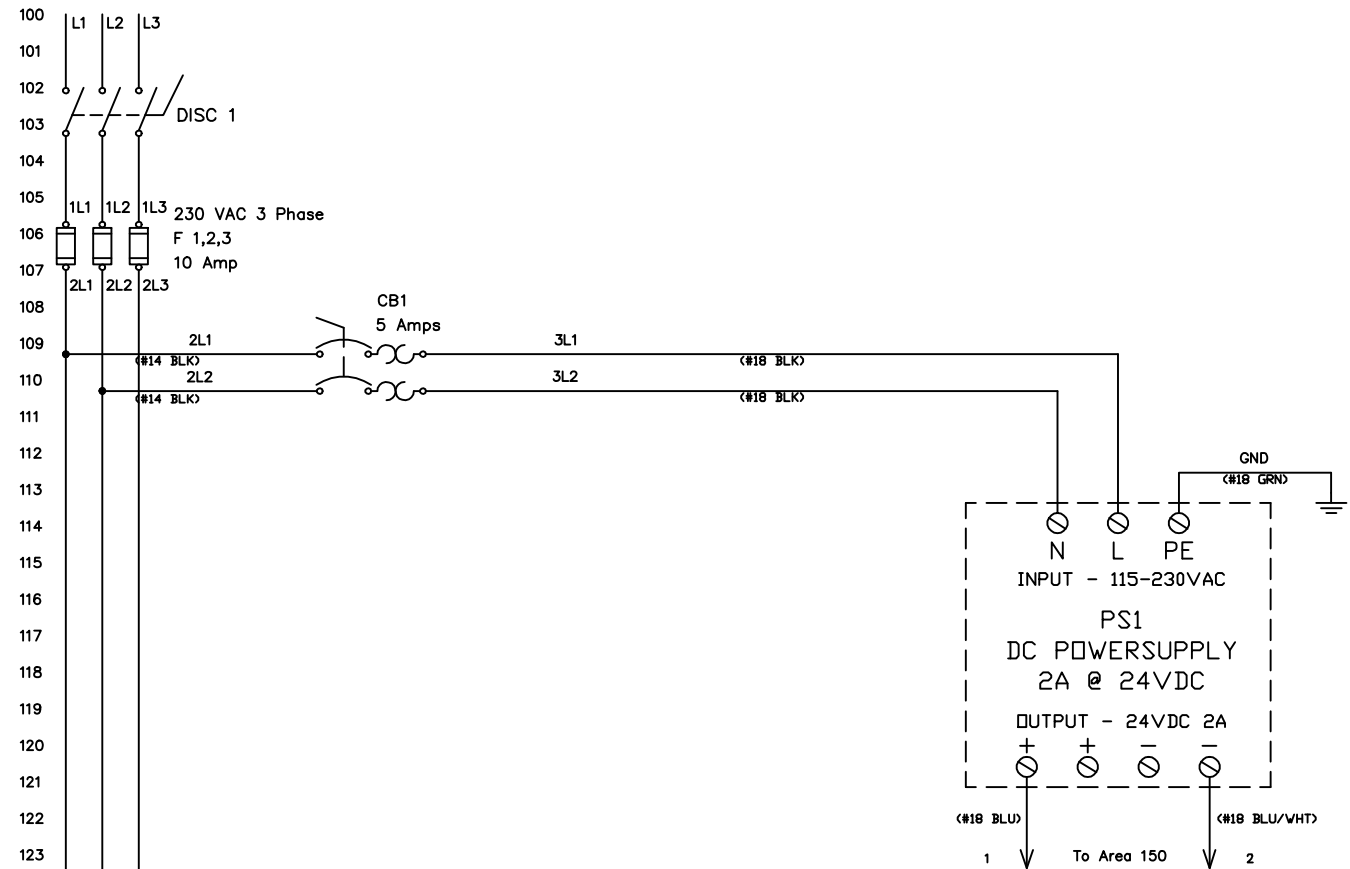 100
L1 L2 L3
101
102
DISC 1
103
104
105
1L1 1L2 1L3
230 VAC 3 Phase
106
F 1,2,3
10 Amp
107
2L1 2L2 2L3
108
CB1
5 Amps
109
2L1 3L1
(#14 BLK) (#18 BLK)
110
2L2 3L2
(#14 BLK) (#18 BLK)
111
112
GND
(#18 GRN)
113
114
N L PE
115
INPUT - 115-230VAC
116
PS1
117
DC POWERSUPPLY
118
2A @ 24VDC
119
OUTPUT - 24VDC 2A
120
+ + - -
121
122
(#18 BLU) (#18 BLU/WHT)
123
1 To Area 150 2